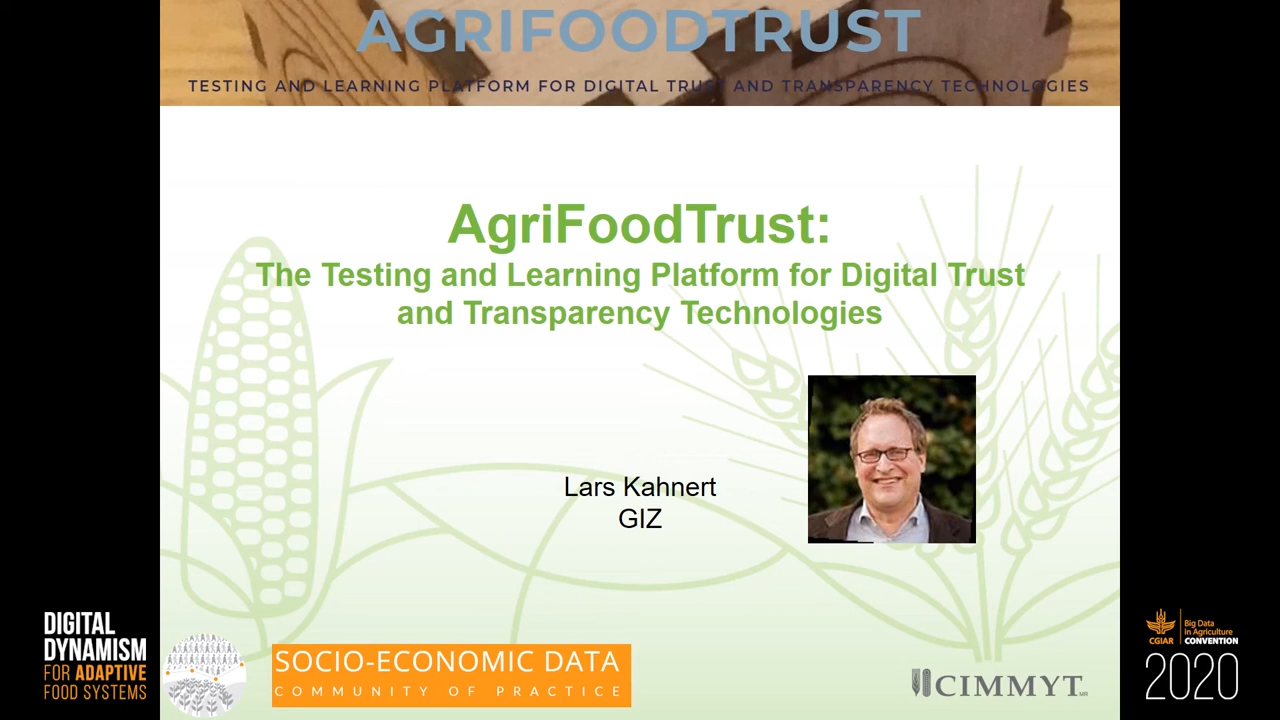 AGRIFOODTRUST
TESTING AND LEARNING PLATFORM FOR DIGITAL TRUST AND TRANSPARENCY TECHNOLOGIES
AgriFoodTrust:
The Testing and Learning Platform for Digital Trust
and Transparency Technologies
Lars Kahnert
GIZ
DIGITAL
DYNAMISM
FOR ADAPTIVE
FOOD SYSTEMS
SOCIO-ECONOMIC DATA
COMMUNITY OF PRACTICE
CIMMYT MR
CGIAR
Big Data
in Agriculture
CONVENTION
2020